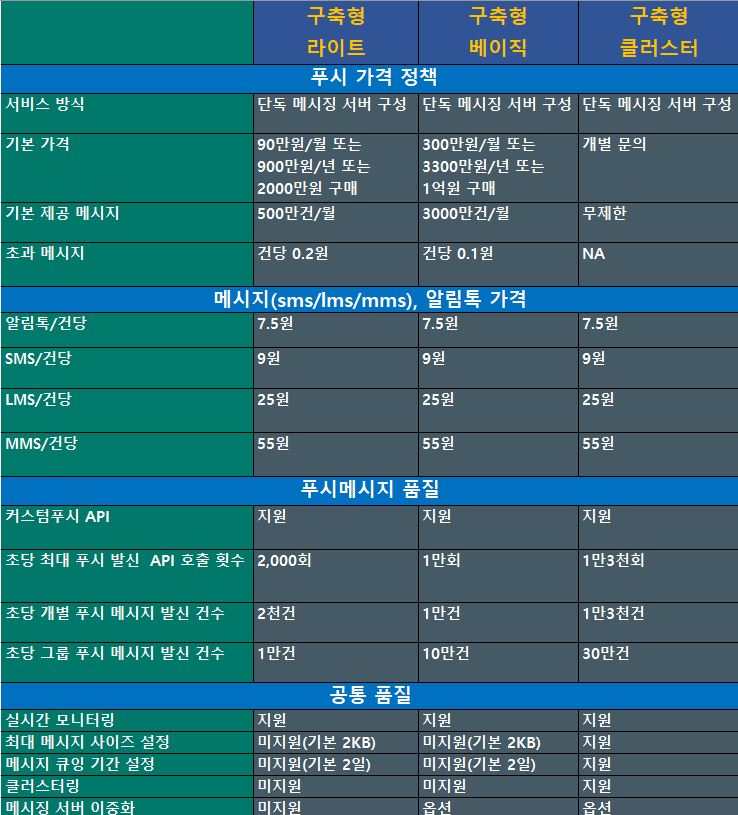 구축형 구축형 구축형
라이트 베이직 클러스터
푸시 가격 정책
서비스 방식 단독 메시징 서버 구성 단독 메시징 서버 구성 단독 메시징 서버 구성
기본 가격 90만원/월 또는 300만원/월 또는 개별 문의
900만원/년 또는 3300만원/년 또는
2000만원 구매 1억원 구매
기본 제공 메시지 500만건/월 3000만건/월 무제한
초과 메시지 건당 0.2원 건당 0.1원 NA
메시지(sms/lms/mms), 알림톡 가격
알림톡/건당 7.5원 7.5원 7.5원
SMS/건당 9원 9원 9원
LMS/건당 25원 25원 25원
MMS/건당 55원 55원 55원
푸시메시지 품질
커스텀푸시 API 지원 지원 지원
초당 최대 푸시 발신 API 호출 횟수 2,000회 1만회 1만3천회
초당 개별 푸시 메시지 발신 건수 2천건 1만건 1만3천건
초당 그룹 푸시 메시지 발신 건수 1만건 10만건 30만건
공통 품질
실시간 모니터링 지원 지원 지원
최대 메시지 사이즈 설정 미지원(기본 2KB) 미지원(기본 2KB) 지원
메시지 큐잉 기간 설정 미지원(기본 2일) 미지원(기본 2일) 지원
클러스터링 미지원 미지원 지원
메시징 서버 이중화 미지원 옵션 옵션